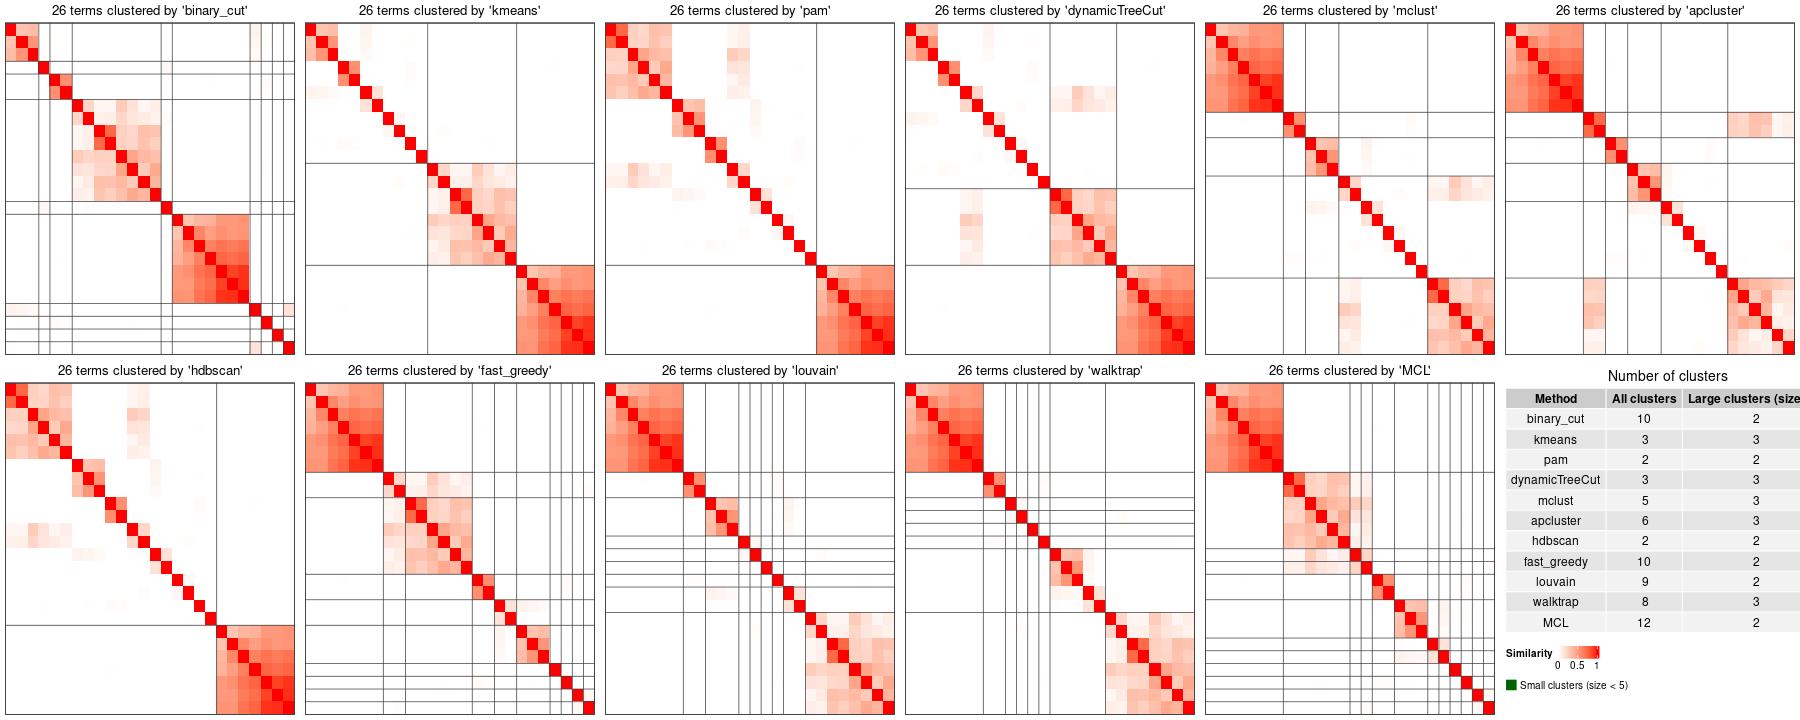 26 terms clustered by 'binary_cut'
26 terms clustered by 'kmeans'
26 terms clustered by 'pam'
26 terms clustered by 'dynamicTreeCut'
26 terms clustered by 'mclust'
26 terms clustered by 'apcluster'
26 terms clustered by 'hdbscan'
26 terms clustered by 'fast_greedy'
26 terms clustered by 'louvain'
26 terms clustered by 'walktrap'
26 terms clustered by 'MCL'
Number of clusters
Method All clusters Large clusters (size
binary_cut 10 2
kmeans 3 3
pam 2 2
dynamicTreeCut 3 3
mclust 5 3
apcluster 6 3
hdbscan 2 2
fast_greedy 10 2
louvain 9 2
walktrap 8 3
MCL 12 2
Similarity
0 0.5 1
Small clusters (size < 5)